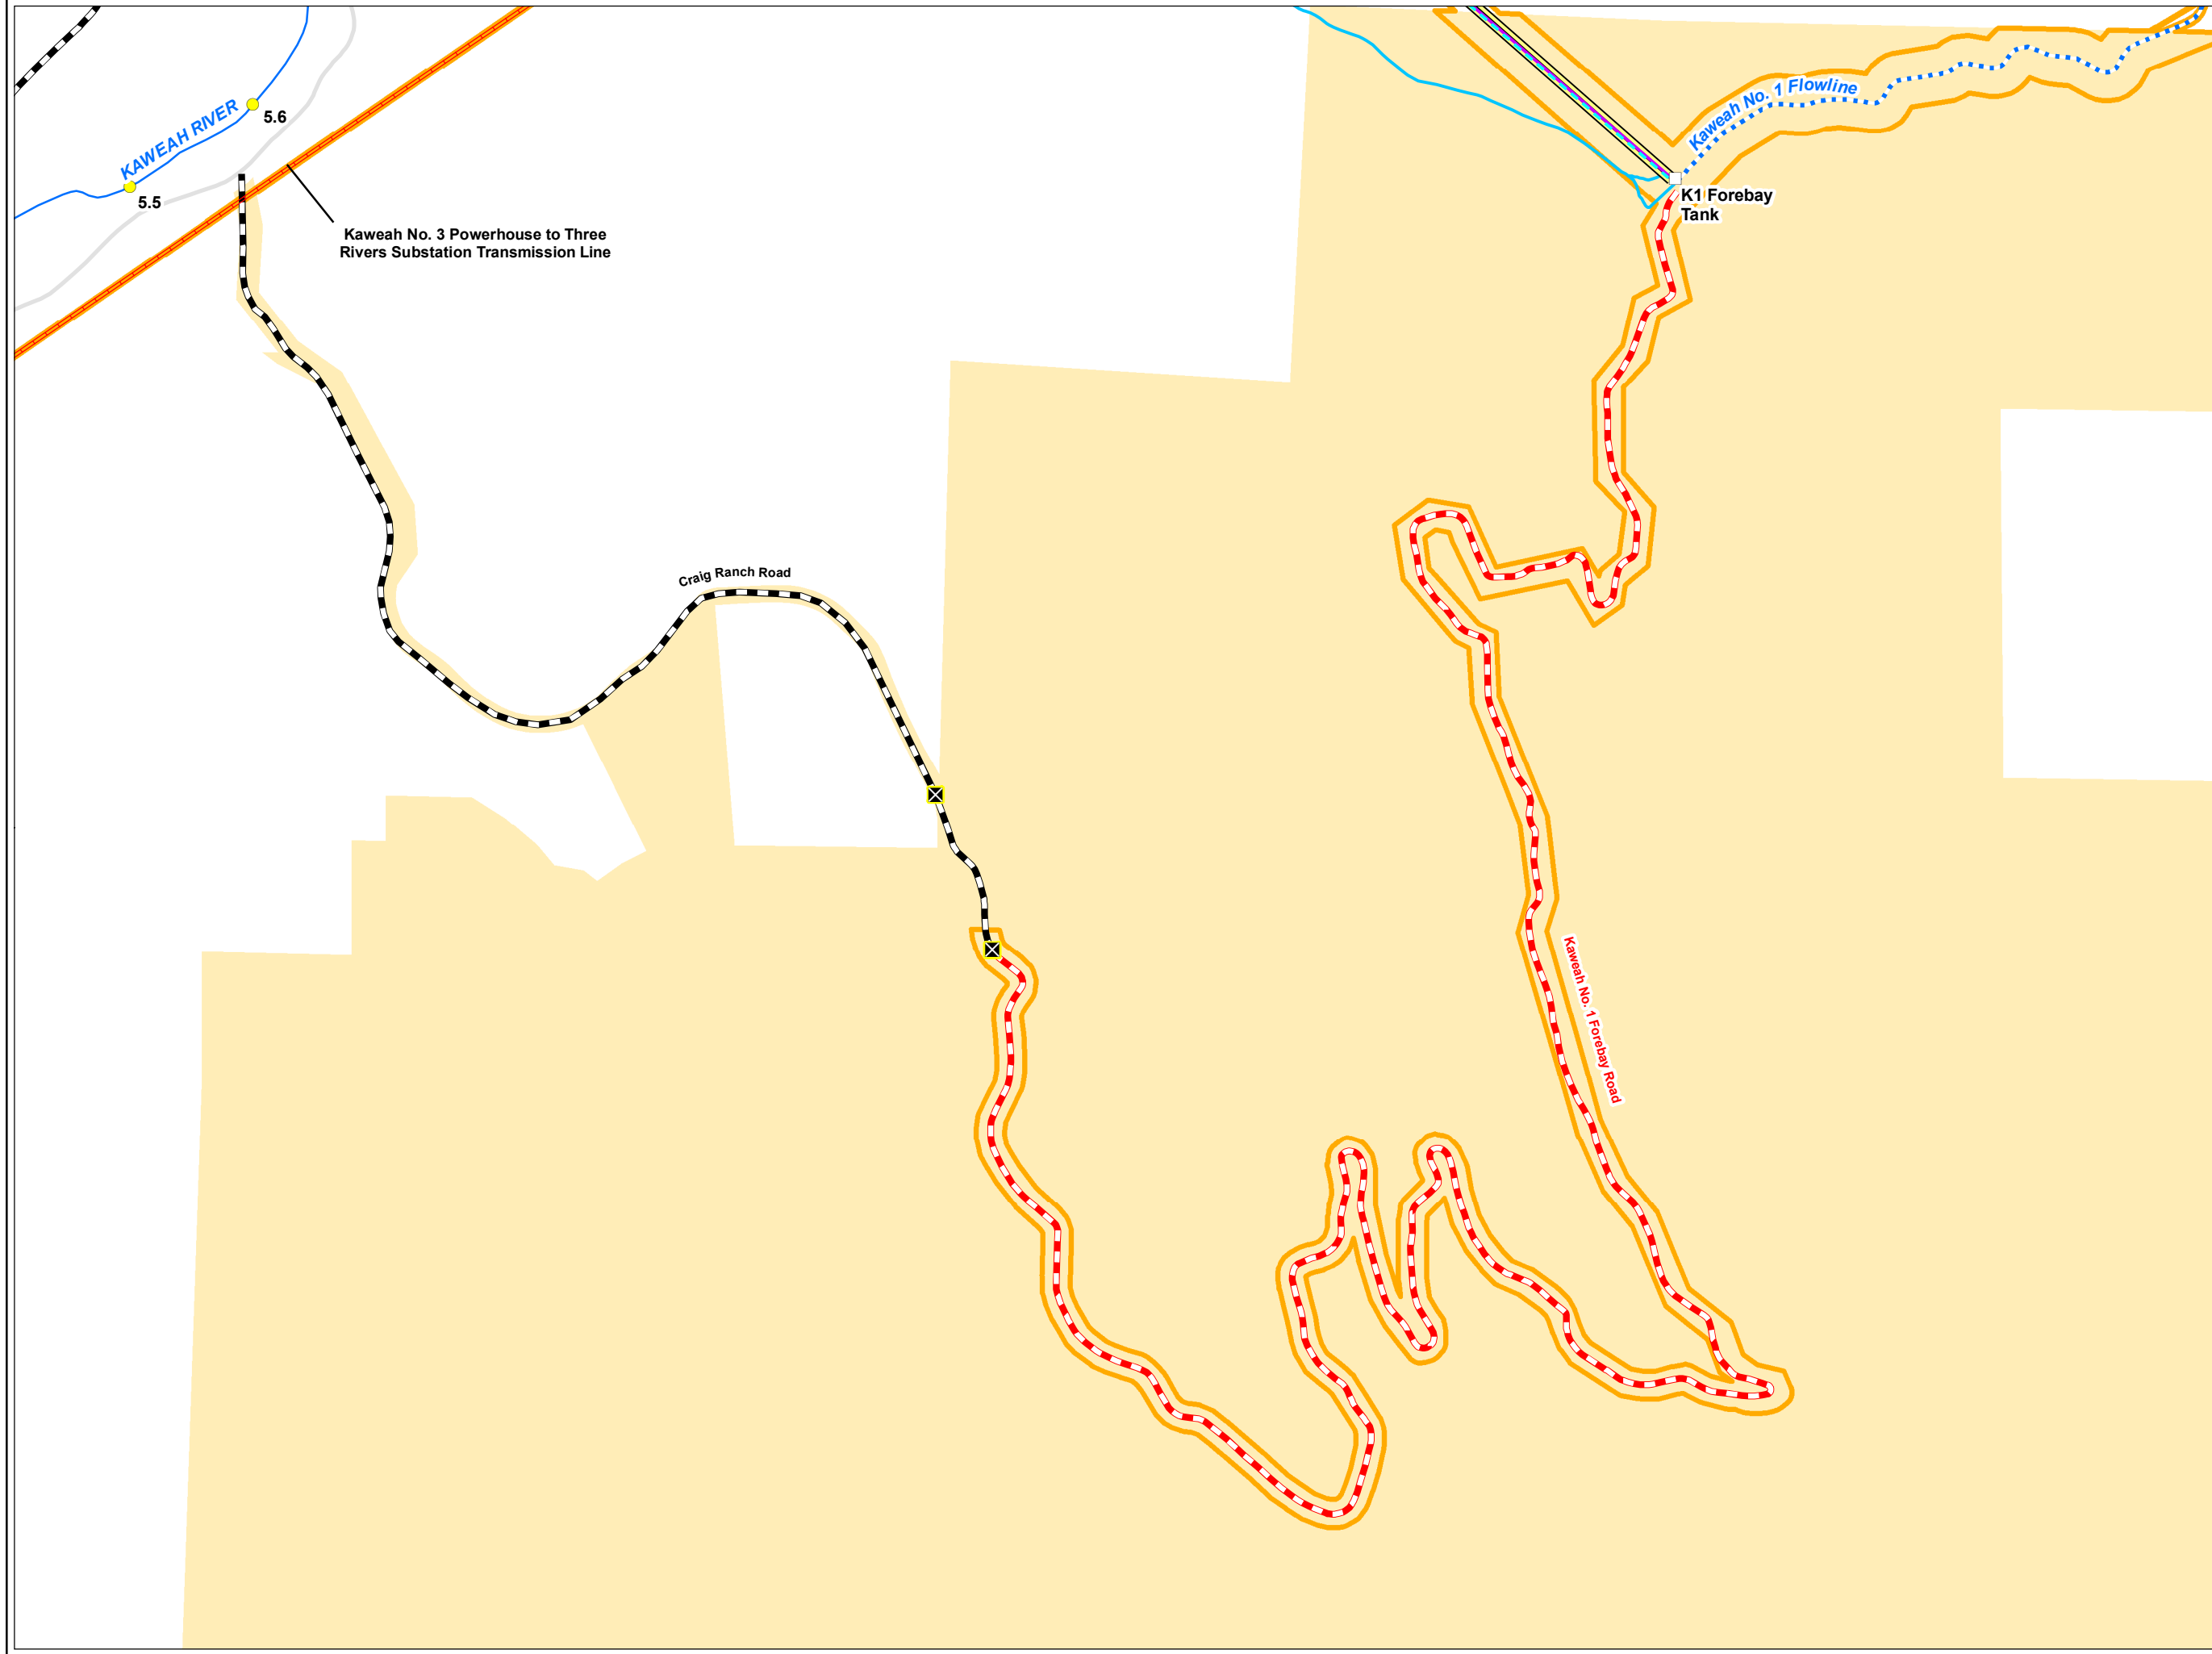 Kaweah No. 1 Flowline
KAWEAH RIVER
5.6
5.5
K1 Forebay
Tank
Kaweah No. 3 Powerhouse to Three
Rivers Substation Transmission Line
Craig Ranch Road
Kaweah No. 1 Forebay Road